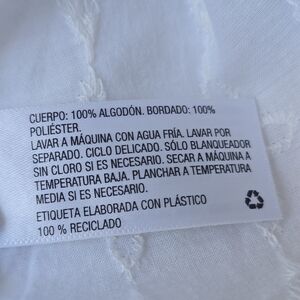 CUERPO: 100% ALGODÓN. BORDADO: 100%
POLIÉSTER.
LAVAR A MÁQUINA CON AGUA FRÍA. LAVAR POR
SEPARADO. CICLO DELICADO. SÓLO BLANQUEADOR
SIN CLORO SI ES NECESARIO. SECAR A MÁQUINA A
TEMPERATURA BAJA. PLANCHAR A TEMPERATURA
MEDIA SI ES NECESARIO.
ETIQUETA ELABORADA CON PLÁSTICO
100 % RECICLADO